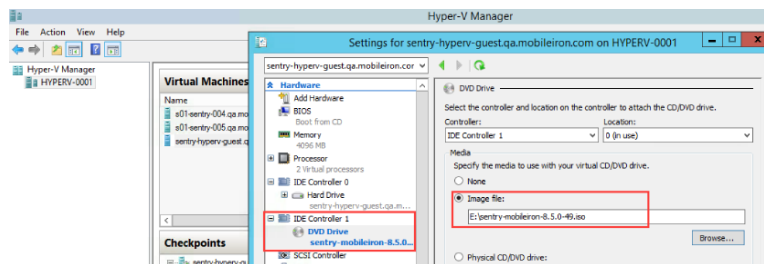 Hyper-V Manager
File Action View Help
Hyper-V Manager
HYPERV-0001
Virtual Machines
Name
s01-sentry-004.qa.mo
s01-sentry-005.qa.mo
sentry-hyperv-guest.q
Checkpoints
Settings for sentry-hyperv-guest.qa.mobileiron.com on HYPERV-0001
sentry-hyperv-guest.qa.mobileiron.cor
Hardware
Add Hardware
BIOS
Boot from CD
Memory
4096 MB
Processor
2 Virtual processors
IDE Controller 0
Hard Drive
sentry-hyperv-guest.qa.m...
IDE Controller 1
DVD Drive
sentry-mobileiron-8.5.0...
SCSI Controller
DVD Drive
Select the controller and location on the controller to attach the CD/DVD drive.
Controller: Location:
IDE Controller 1 0 (in use)
Media
Specify the media to use with your virtual CD/DVD drive.
None
Image file:
E:\sentry-mobileiron-8.5.0-49.iso
Browse...
Physical CD/DVD drive: